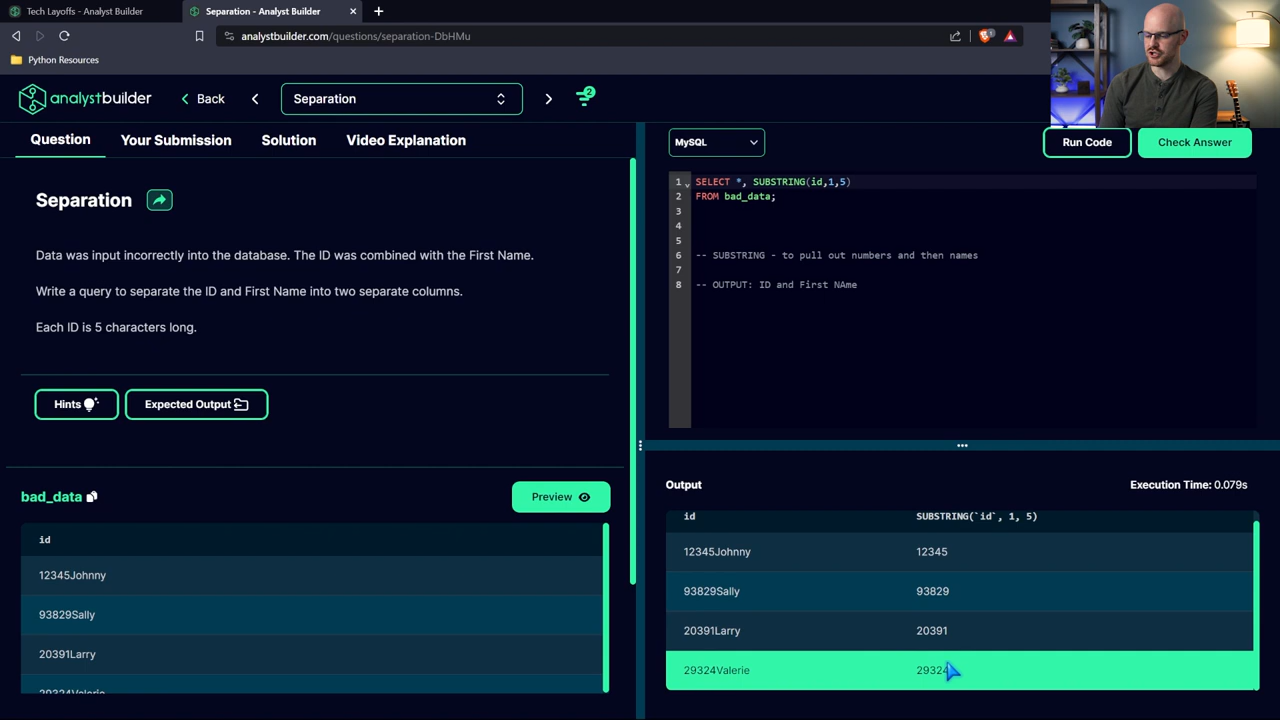 Tech Layoffs - Analyst Builder
Separation - Analyst Builder
analystbuilder.com/questions/separation-DbHMu
Python Resources
analystbuilder
Back
Separation
2
Question
Your Submission
Solution
Video Explanation
Separation
Data was input incorrectly into the database. The ID was combined with the First Name.
Write a query to separate the ID and First Name into two separate columns.
Each ID is 5 characters long.
Hints
Expected Output
bad_data
Preview
id
12345Johnny
93829Sally
20391Larry
29324Valerie
MySQL
Run Code
Check Answer
1 SELECT *, SUBSTRING(id,1,5)
2 FROM bad_data;
3
4
5
6 -- SUBSTRING - to pull out numbers and then names
7
8 -- OUTPUT: ID and First NAme
Output
Execution Time: 0.079s
id SUBSTRING(`id`, 1, 5)
12345Johnny 12345
93829Sally 93829
20391Larry 20391
29324Valerie 29324